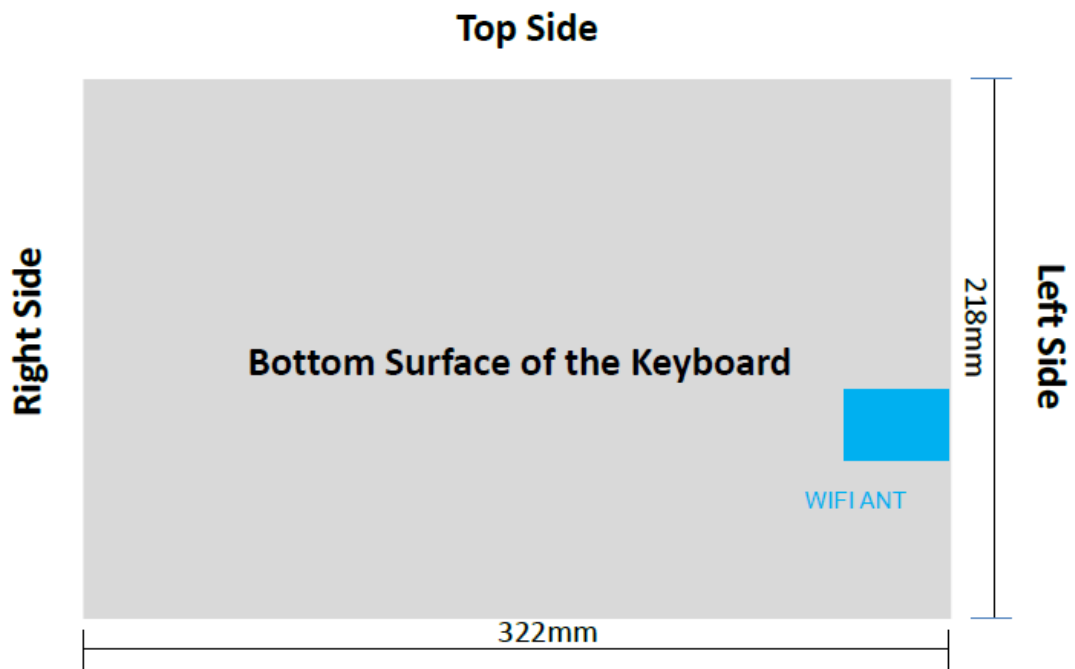 Top Side
Right Side
Left Side
218mm
Bottom Surface of the Keyboard
WIFI ANT
322mm